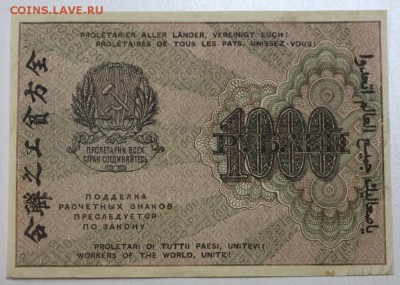 COINS.LAVE.RU
PROLETARIER ALLER LÄNDER, VEREINIGT EUCH!
PROLÉTAIRES DE TOUS LES PAYS, UNISSEZ-VOUS!
ПРОЛЕТАРИИ ВСЕХ
СТРАН СОЕДИНЯЙТЕСЬ
1000
РУБЛЕЙ
ПОДДЕЛКА
РАСЧЕТНЫХ ЗНАКОВ
ПРЕСЛЕДУЕТСЯ
ПО ЗАКОНУ
PROLETARI DI TUTTI I PAESI, UNITEVI!
WORKERS OF THE WORLD, UNITE!